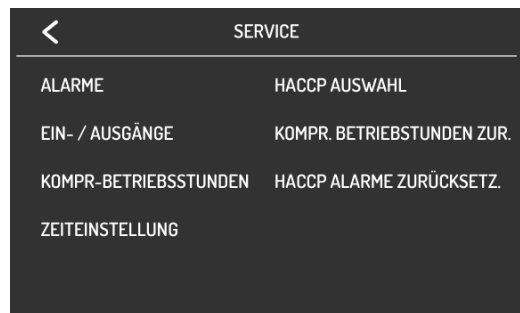 SERVICE
ALARME
HACCP AUSWAHL
EIN- / AUSGÄNGE
KOMPR. BETRIEBSTUNDEN ZUR.
KOMPR-BETRIEBSSTUNDEN
HACCP ALARME ZURÜCKSETZ.
ZEITEINSTELLUNG